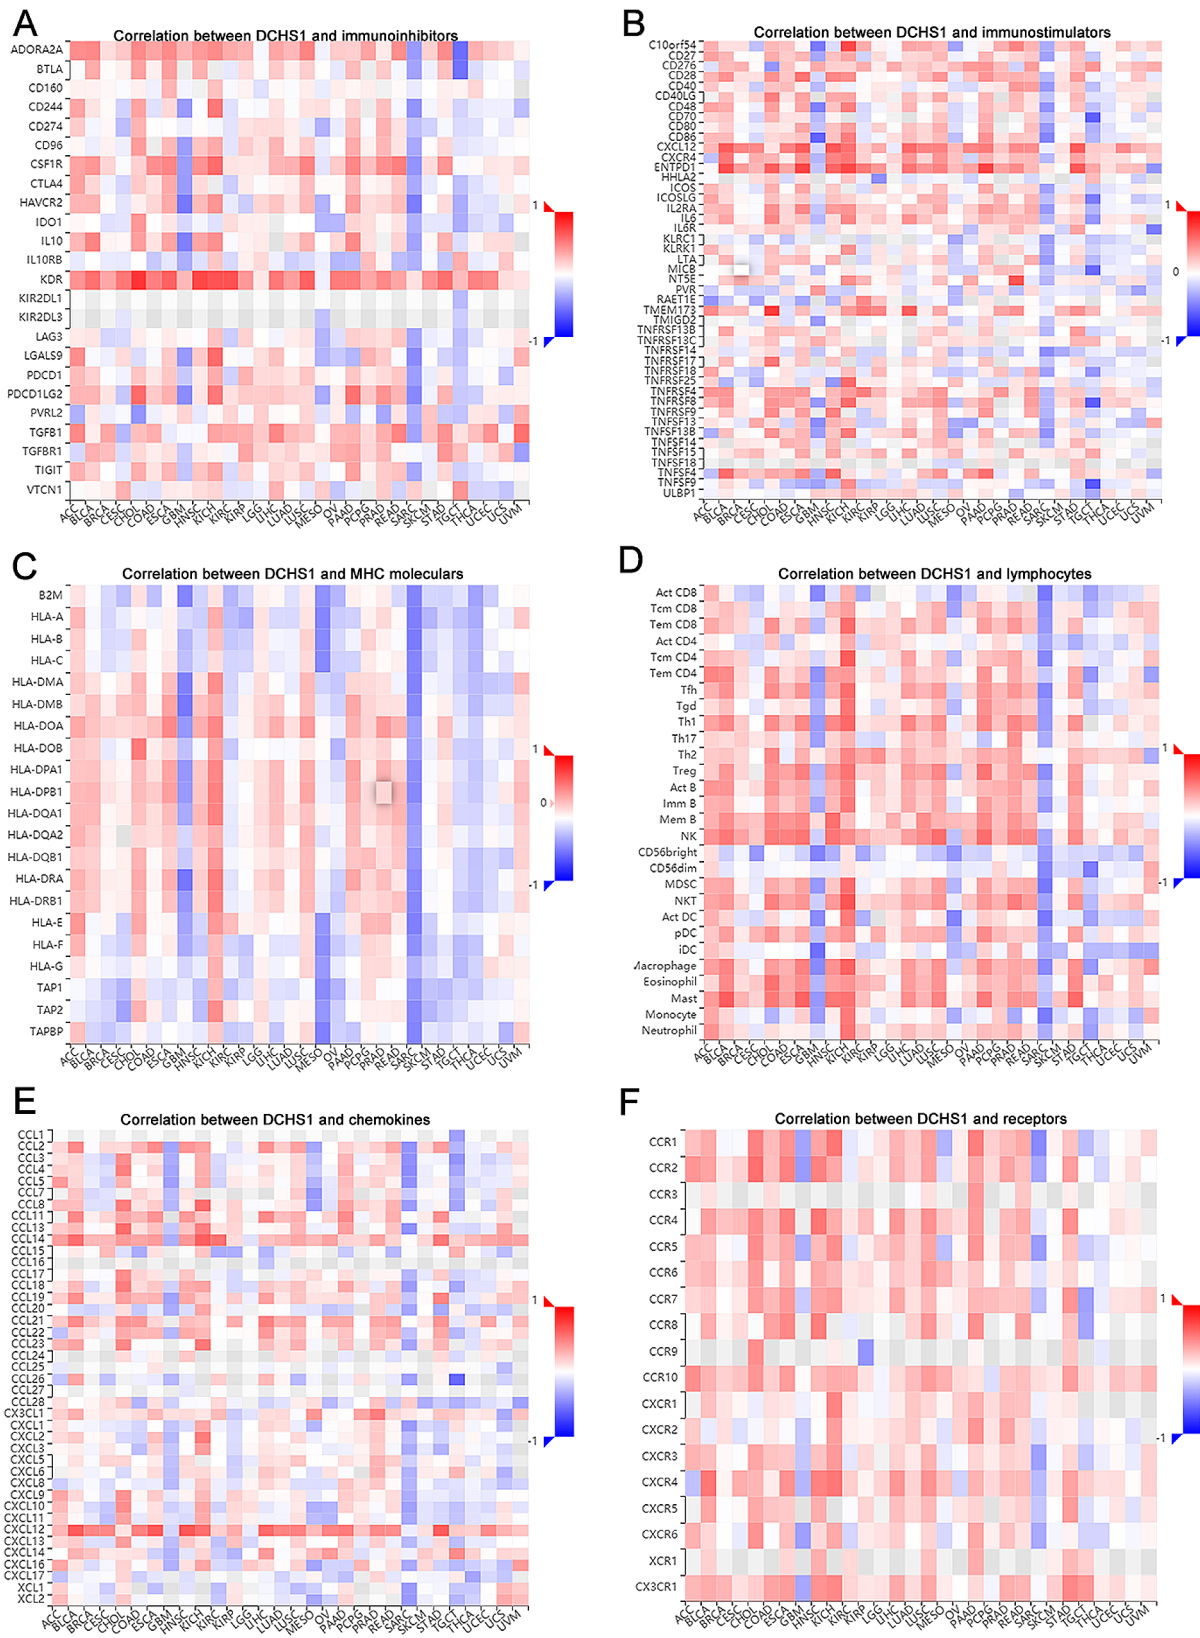 A
Correlation between DCHS1 and immunoinhibitors
ADORA2A
BTLA
CD160
CD244
CD274
CD96
CSF1R
CTLA4
HAVCR2
IDO1
IL10
IL10RB
KDR
KIR2DL1
KIR2DL3
LAG3
LGALS9
PDCD1
PDCD1LG2
PVRL2
TGFB1
TGFBR1
TIGIT
VTCN1
ACC BLCA BRCA CESC CHOL COAD ESCA GBM HNSC KICH KIRC KIRP LGG LIHC LUAD LUSC MESO OV PAAD PCPG PRAD READ SARC SKCM STAD TGCT THCA UCEC UCS UVM
1
-1
B
Correlation between DCHS1 and immunostimulators
C10orf54
CD27
CD276
CD28
CD40
CD40LG
CD48
CD70
CD80
CD86
CXCL12
CXCR4
ENTPD1
HHLA2
ICOS
ICOSLG
IL2RA
IL6
IL6R
KLRC1
KLRK1
LTA
MICB
NT5E
PVR
RAET1E
TMEM173
TMIGD2
TNFRSF13B
TNFRSF13C
TNFRSF14
TNFRSF17
TNFRSF18
TNFRSF25
TNFRSF4
TNFRSF8
TNFRSF9
TNFSF13
TNFSF13B
TNFSF14
TNFSF15
TNFSF18
TNFSF4
TNFSF9
ULBP1
ACC BLCA BRCA CESC CHOL COAD ESCA GBM HNSC KICH KIRC KIRP LGG LIHC LUAD LUSC MESO OV PAAD PCPG PRAD READ SARC SKCM STAD TGCT THCA UCEC UCS UVM
1
0
-1
C
Correlation between DCHS1 and MHC moleculars
B2M
HLA-A
HLA-B
HLA-C
HLA-DMA
HLA-DMB
HLA-DOA
HLA-DOB
HLA-DPA1
HLA-DPB1
HLA-DQA1
HLA-DQA2
HLA-DQB1
HLA-DRA
HLA-DRB1
HLA-E
HLA-F
HLA-G
TAP1
TAP2
TAPBP
ACC BLCA BRCA CESC CHOL COAD ESCA GBM HNSC KICH KIRC KIRP LGG LIHC LUAD LUSC MESO OV PAAD PCPG PRAD READ SARC SKCM STAD TGCT THCA UCEC UCS UVM
1
0
-1
D
Correlation between DCHS1 and lymphocytes
Act CD8
Tcm CD8
Tem CD8
Act CD4
Tcm CD4
Tem CD4
Tfh
Tgd
Th1
Th17
Th2
Treg
Act B
Imm B
Mem B
NK
CD56bright
CD56dim
MDSC
NKT
Act DC
pDC
iDC
Macrophage
Eosinophil
Mast
Monocyte
Neutrophil
ACC BLCA BRCA CESC CHOL COAD ESCA GBM HNSC KICH KIRC KIRP LGG LIHC LUAD LUSC MESO OV PAAD PCPG PRAD READ SARC SKCM STAD TGCT THCA UCEC UCS UVM
1
-1
E
Correlation between DCHS1 and chemokines
CCL1
CCL2
CCL3
CCL4
CCL5
CCL7
CCL8
CCL11
CCL13
CCL14
CCL15
CCL16
CCL17
CCL18
CCL19
CCL20
CCL21
CCL22
CCL23
CCL24
CCL25
CCL26
CCL27
CCL28
CX3CL1
CXCL1
CXCL2
CXCL3
CXCL5
CXCL6
CXCL8
CXCL9
CXCL10
CXCL11
CXCL12
CXCL13
CXCL14
CXCL16
CXCL17
XCL1
XCL2
ACC BLCA BRCA CESC CHOL COAD ESCA GBM HNSC KICH KIRC KIRP LGG LIHC LUAD LUSC MESO OV PAAD PCPG PRAD READ SARC SKCM STAD TGCT THCA UCEC UCS UVM
1
-1
F
Correlation between DCHS1 and receptors
CCR1
CCR2
CCR3
CCR4
CCR5
CCR6
CCR7
CCR8
CCR9
CCR10
CXCR1
CXCR2
CXCR3
CXCR4
CXCR5
CXCR6
XCR1
CX3CR1
ACC BLCA BRCA CESC CHOL COAD ESCA GBM HNSC KICH KIRC KIRP LGG LIHC LUAD LUSC MESO OV PAAD PCPG PRAD READ SARC SKCM STAD TGCT THCA UCEC UCS UVM
1
-1